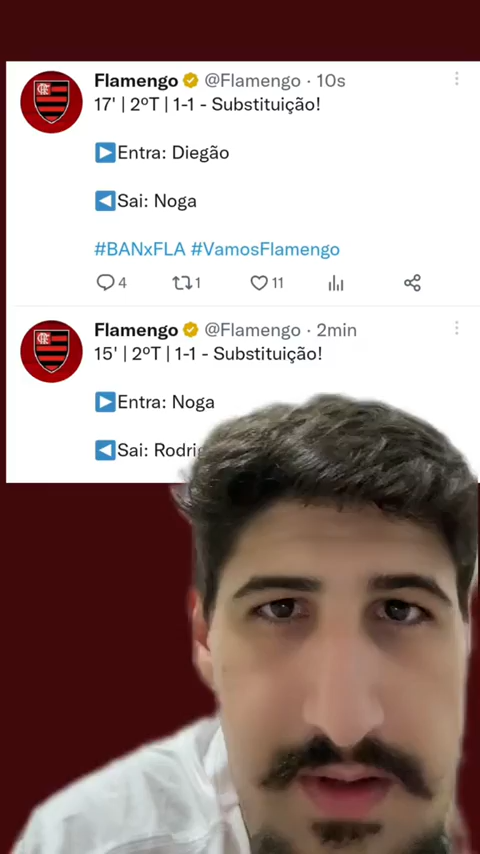 Flamengo @Flamengo · 10s
17' | 2ºT | 1-1 - Substituição!
▶Entra: Diegão
◀Sai: Noga
#BANxFLA #VamosFlamengo
4 1 11
Flamengo @Flamengo · 2min
15' | 2ºT | 1-1 - Substituição!
▶Entra: Noga
◀Sai: